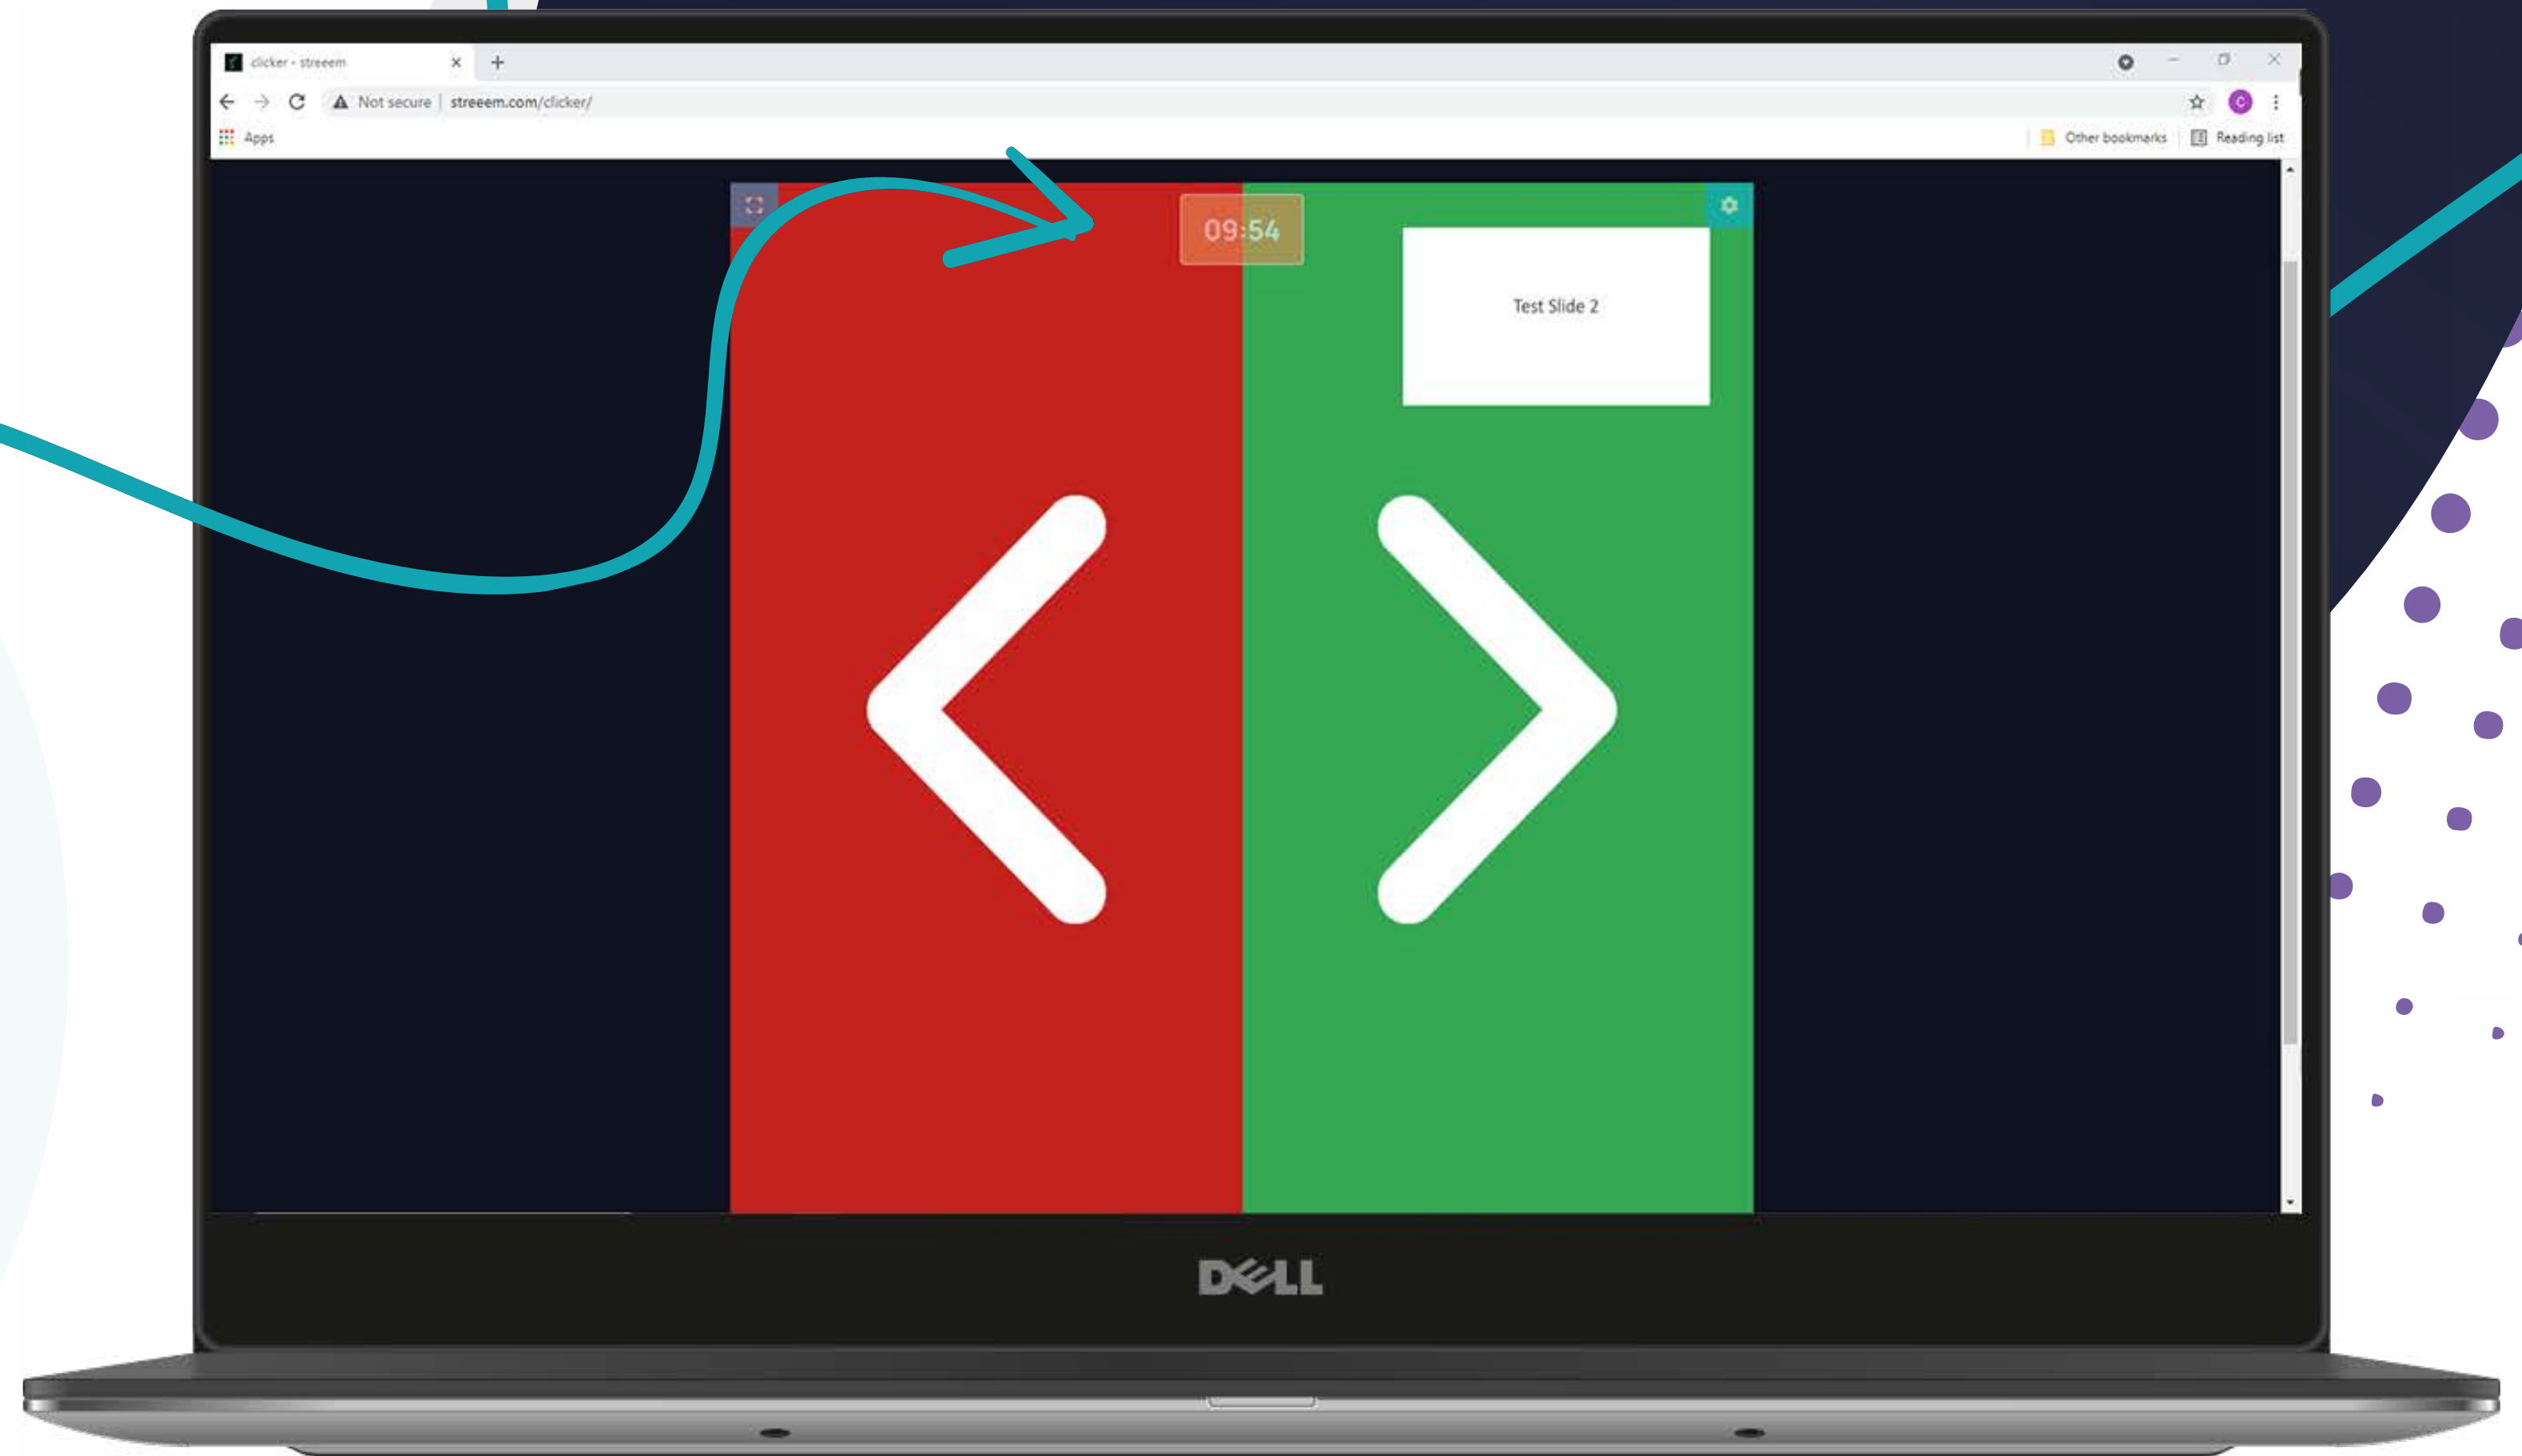 clicker - streeem
Not secure | streeem.com/clicker/
C
Apps
Other bookmarks
Reading list
09:54
Test Slide 2
DELL